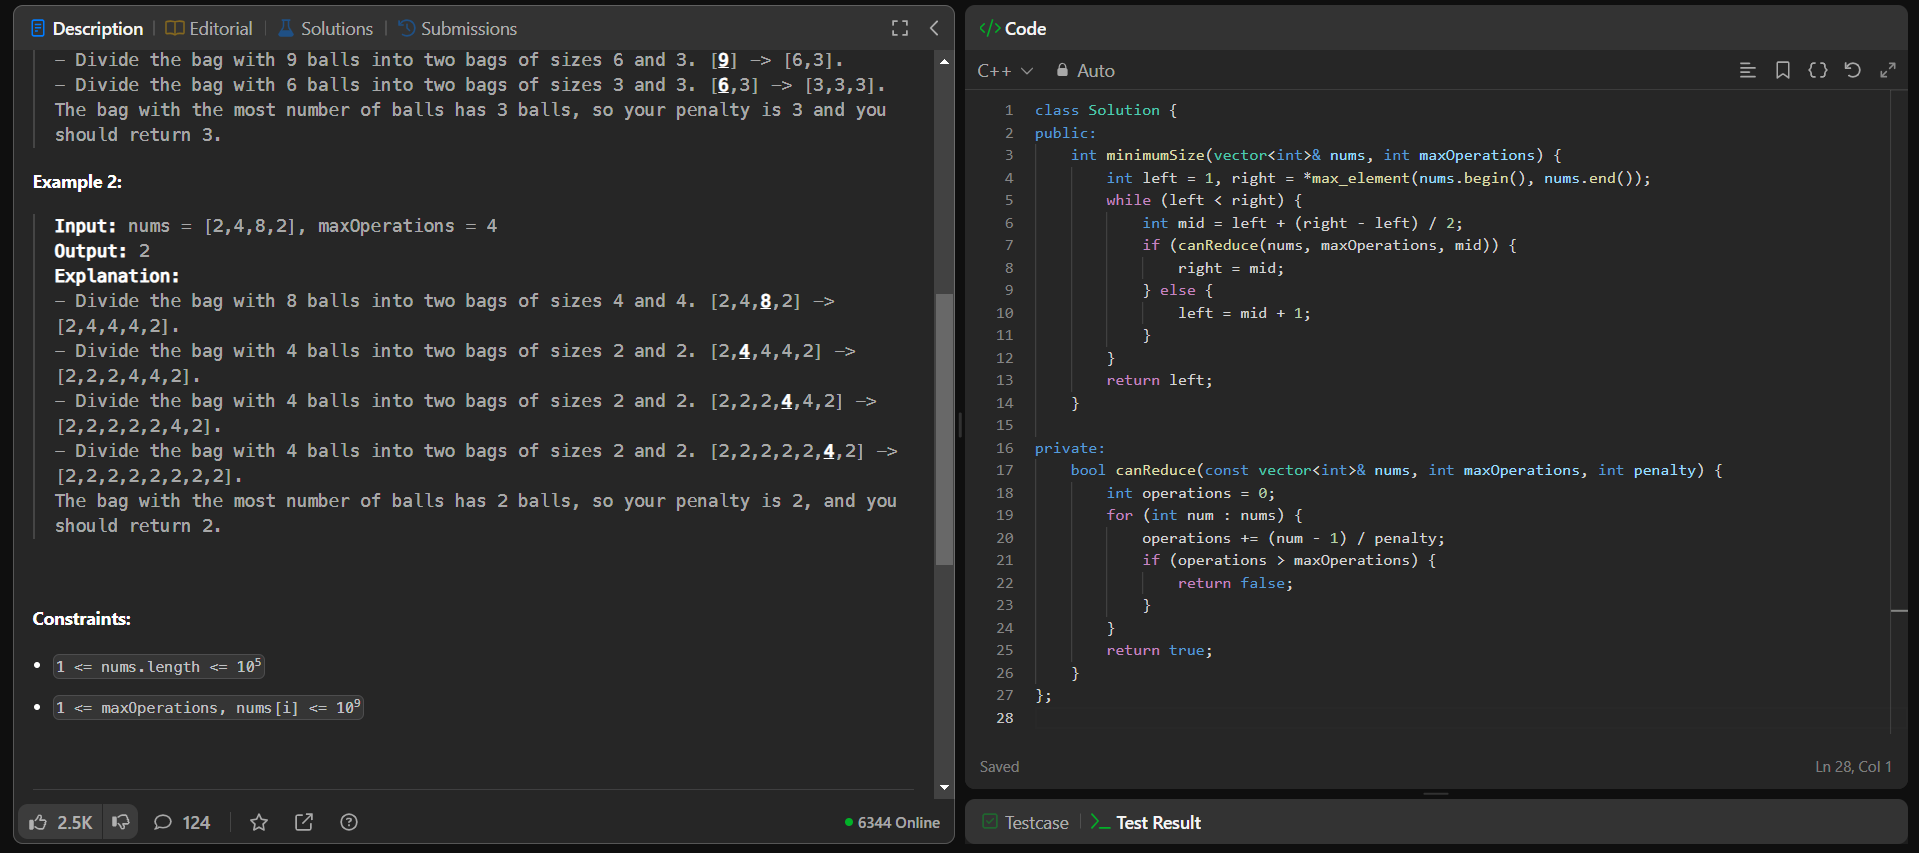 Description
Editorial
Solutions
Submissions
– Divide the bag with 9 balls into two bags of sizes 6 and 3. [9] –> [6,3].
– Divide the bag with 6 balls into two bags of sizes 3 and 3. [6,3] –> [3,3,3].
The bag with the most number of balls has 3 balls, so your penalty is 3 and you
should return 3.
Example 2:
Input: nums = [2,4,8,2], maxOperations = 4
Output: 2
Explanation:
– Divide the bag with 8 balls into two bags of sizes 4 and 4. [2,4,8,2] –>
[2,4,4,4,2].
– Divide the bag with 4 balls into two bags of sizes 2 and 2. [2,4,4,4,2] –>
[2,2,2,4,4,2].
– Divide the bag with 4 balls into two bags of sizes 2 and 2. [2,2,2,4,4,2] –>
[2,2,2,2,2,4,2].
– Divide the bag with 4 balls into two bags of sizes 2 and 2. [2,2,2,2,2,4,2] –>
[2,2,2,2,2,2,2,2].
The bag with the most number of balls has 2 balls, so your penalty is 2, and you
should return 2.
Constraints:
• 1 <= nums.length <= 10⁵
• 1 <= maxOperations, nums[i] <= 10⁹
2.5K
124
6344 Online
</> Code
C++
Auto
1 class Solution {
2 public:
3     int minimumSize(vector<int>& nums, int maxOperations) {
4         int left = 1, right = *max_element(nums.begin(), nums.end());
5         while (left < right) {
6             int mid = left + (right - left) / 2;
7             if (canReduce(nums, maxOperations, mid)) {
8                 right = mid;
9             } else {
10                 left = mid + 1;
11             }
12         }
13         return left;
14     }
15
16 private:
17     bool canReduce(const vector<int>& nums, int maxOperations, int penalty) {
18         int operations = 0;
19         for (int num : nums) {
20             operations += (num - 1) / penalty;
21             if (operations > maxOperations) {
22                 return false;
23             }
24         }
25         return true;
26     }
27 };
28
Saved
Ln 28, Col 1
Testcase
Test Result